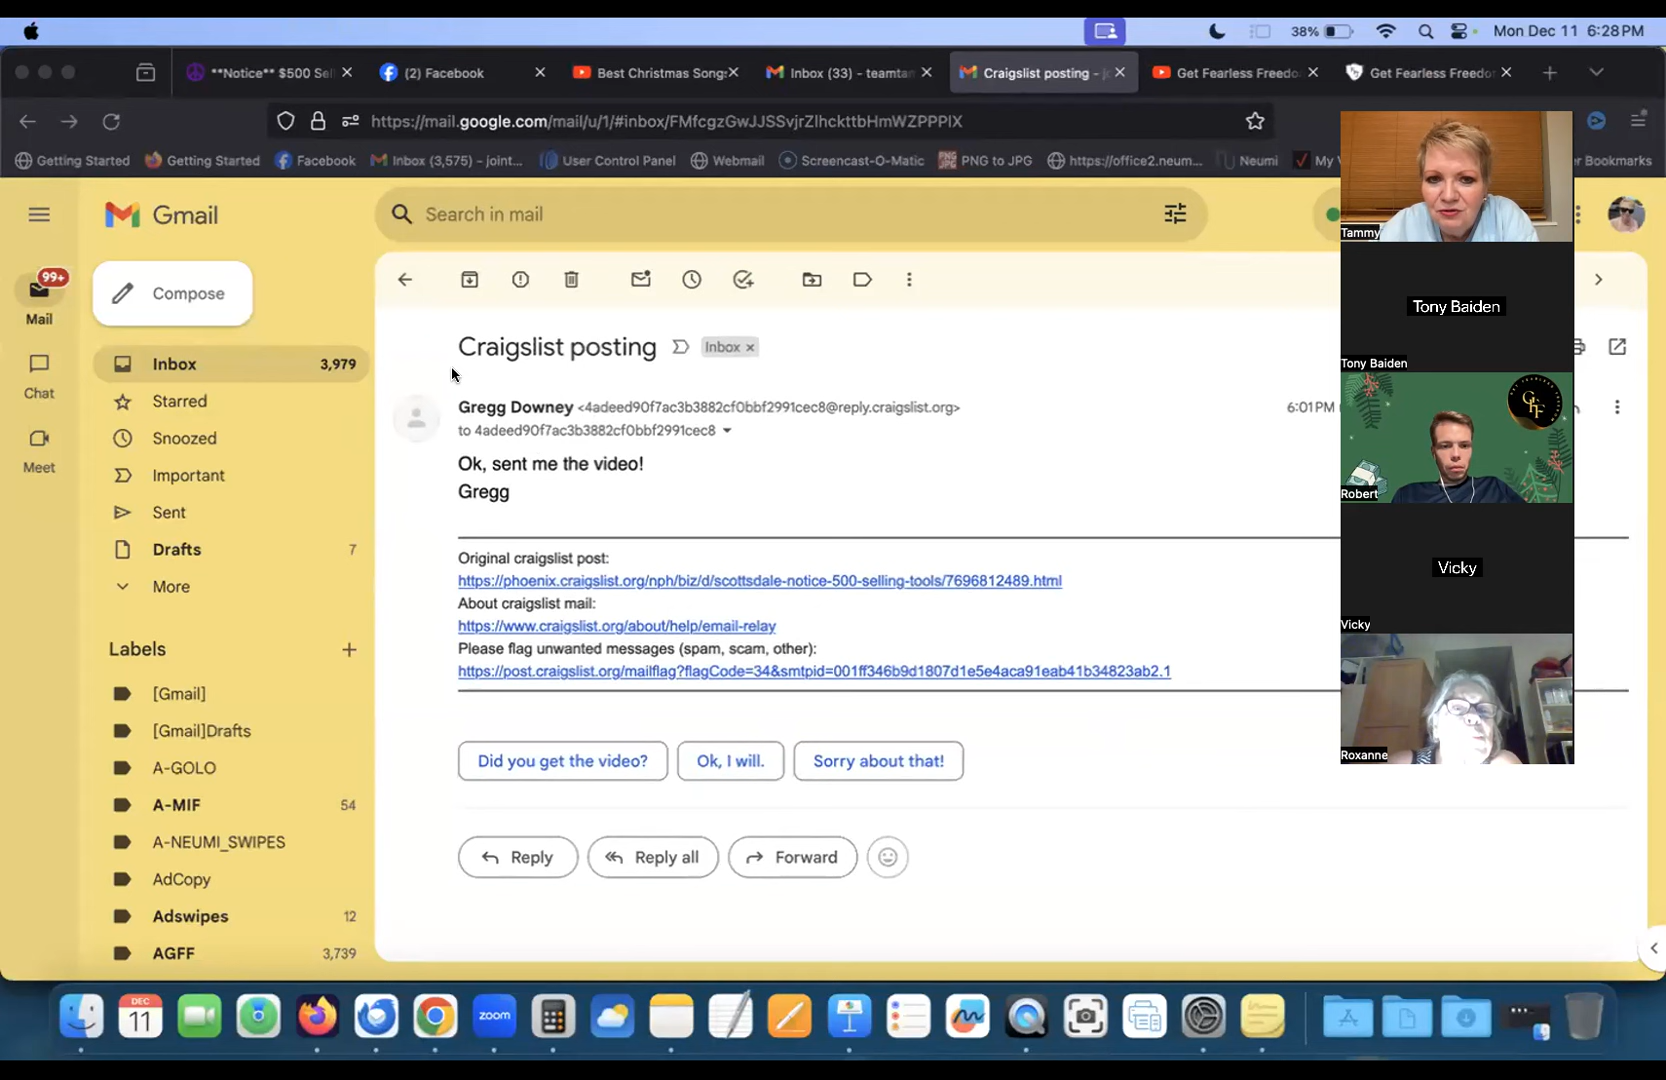 38%
Mon Dec 11 6:28 PM
**Notice** $500 Sel
(2) Facebook
Best Christmas Song
Inbox (33) - teamtan
Craigslist posting - j
Get Fearless Freedo
Get Fearless Freedo
https://mail.google.com/mail/u/1/#inbox/FMfcgzGwJJSSvjrZlhckttbHmWZPPPlX
Getting Started
Getting Started
Facebook
Inbox (3,575) - joint...
User Control Panel
Webmail
Screencast-O-Matic
PNG to JPG
https://office2.neum...
Neumi
My V
r Bookmarks
Gmail
Search in mail
Compose
99+
Mail
Chat
Meet
Inbox 3,979
Starred
Snoozed
Important
Sent
Drafts 7
More
Labels
[Gmail]
[Gmail]Drafts
A-GOLO
A-MIF 54
A-NEUMI_SWIPES
AdCopy
Adswipes 12
AGFF 3,739
Craigslist posting
Inbox
Gregg Downey <4adeed90f7ac3b3882cf0bbf2991cec8@reply.craigslist.org>
6:01 PM
to 4adeed90f7ac3b3882cf0bbf2991cec8
Ok, sent me the video!
Gregg
Original craigslist post:
https://phoenix.craigslist.org/nph/biz/d/scottsdale-notice-500-selling-tools/7696812489.html
About craigslist mail:
https://www.craigslist.org/about/help/email-relay
Please flag unwanted messages (spam, scam, other):
https://post.craigslist.org/mailflag?flagCode=34&smtpid=001ff346b9d1807d1e5e4aca91eab41b34823ab2.1
Did you get the video?
Ok, I will.
Sorry about that!
Reply
Reply all
Forward
Tammy
Tony Baiden
Tony Baiden
GFF
Robert
Vicky
Vicky
Roxanne
DEC
11
zoom